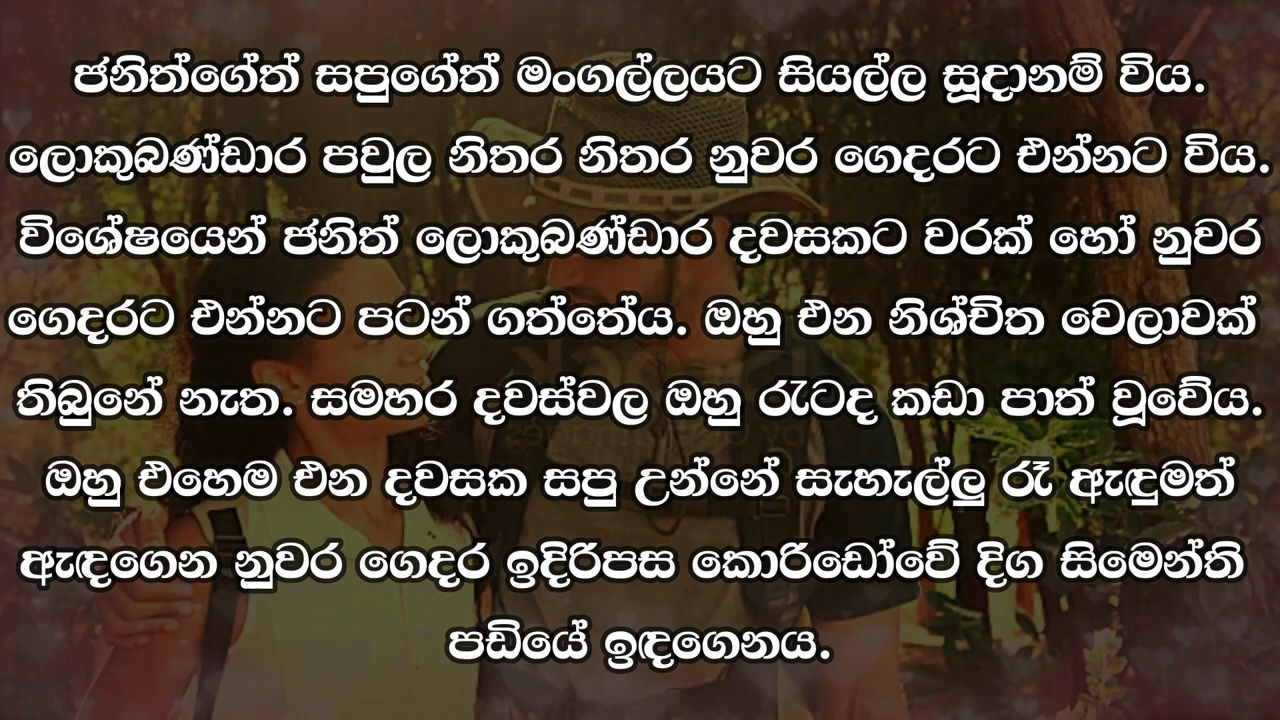 ජනිත්ගේත් සපුගේත් මංගල්ලයට සියල්ල සූදානම් විය.
ලොකුබණ්ඩාර පවුල නිතර නිතර නුවර ගෙදරට එන්නට විය.
විශේෂයෙන් ජනිත් ලොකුබණ්ඩාර දවසකට වරක් හෝ නුවර
ගෙදරට එන්නට පටන් ගත්තේය. ඔහු එන නිශ්චිත වෙලාවක්
තිබුනේ නැත. සමහර දවස්වල ඔහු රැටද කඩා පාත් වූවේය.
ඔහු එහෙම එන දවසක සපු උන්නේ සැහැල්ලු රෑ ඇඳුමත්
ඇඳගෙන නුවර ගෙදර ඉදිරිපස කොරිඩෝවේ දිග සිමෙන්ති
පඩියේ ඉඳගෙනය.